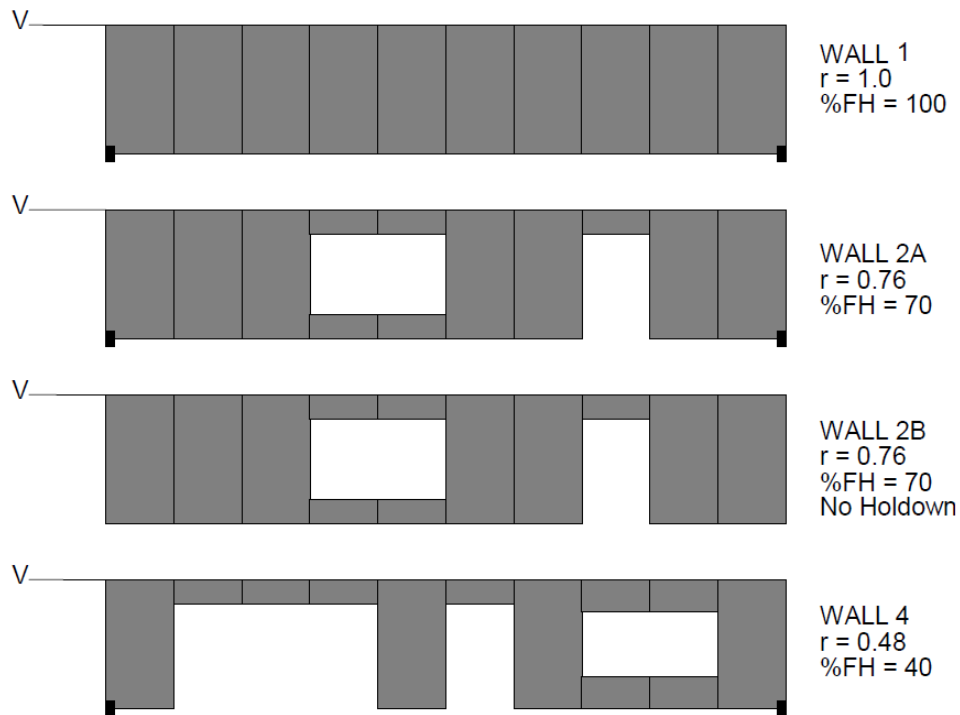 V
WALL 1
r = 1.0
%FH = 100
V
WALL 2A
r = 0.76
%FH = 70
V
WALL 2B
r = 0.76
%FH = 70
No Holdown
V
WALL 4
r = 0.48
%FH = 40